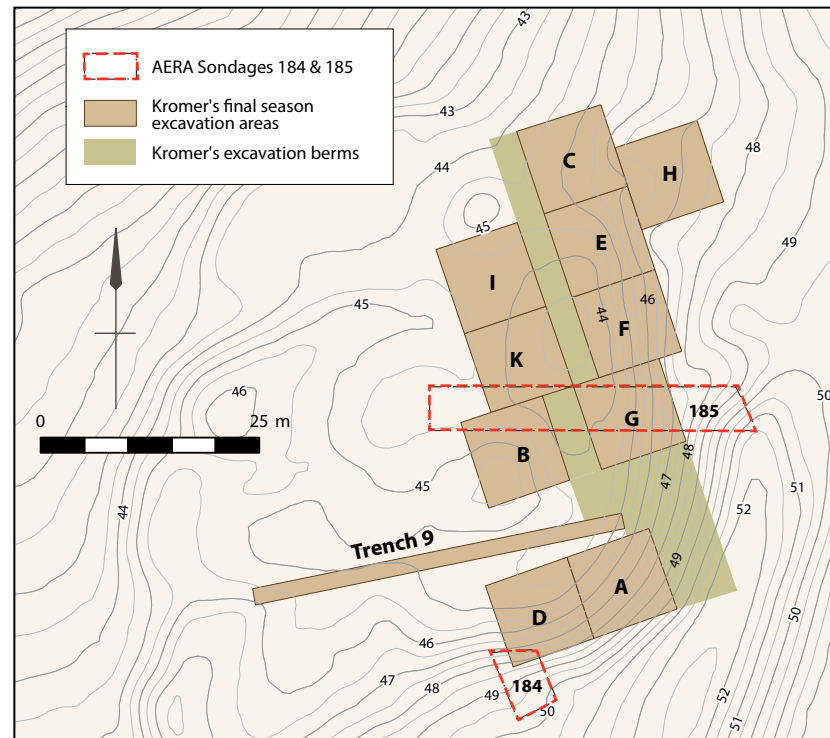 43
AERA Sondages 184 & 185
Kromer's final season
excavation areas
Kromer's excavation berms
43
44
48
C
H
45
49
E
I
45
46
44
F
K
46
50
0
25 m
G
185
B
48
47
45
51
52
44
Trench 9
49
A
D
50
46
47
48
49
184
50
52
51